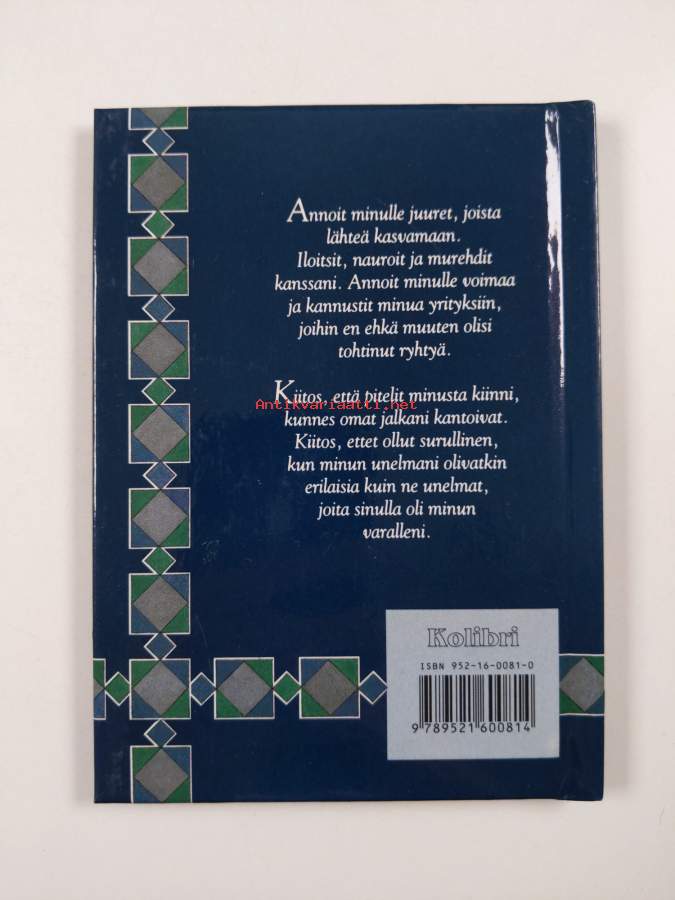 Annoit minulle juuret, joista
lähteä kasvamaan.
Iloitsit, nauroit ja murehdit
kanssani. Annoit minulle voimaa
ja kannustit minua yrityksiin,
joihin en ehkä muuten olisi
tohtinut ryhtyä.
Kiitos, että pitelit minusta kiinni,
Antikvariaatti.net
kunnes omat jalkani kantoivat.
Kiitos, ettet ollut surullinen,
kun minun unelmani olivatkin
erilaisia kuin ne unelmat,
joita sinulla oli minun
varalleni.
Kolibri
ISBN 952-16-0081-0
9 789521 600814